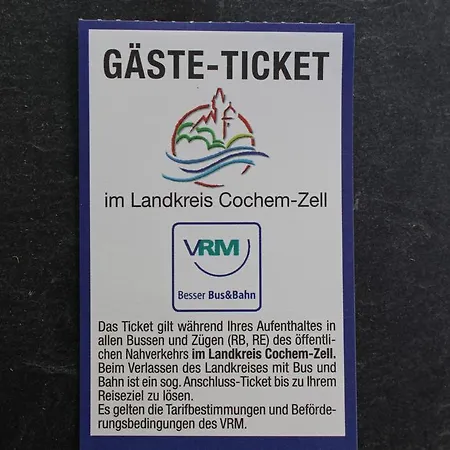 GÄSTE-TICKET
im Landkreis Cochem-Zell
VRM
Besser Bus&Bahn
Das Ticket gilt während Ihres Aufenthaltes in
allen Bussen und Zügen (RB, RE) des öffentli-
chen Nahverkehrs im Landkreis Cochem-Zell.
Beim Verlassen des Landkreises mit Bus und
Bahn ist ein sog. Anschluss-Ticket bis zu Ihrem
Reiseziel zu lösen.
Es gelten die Tarifbestimmungen und Beförde-
rungsbedingungen des VRM.